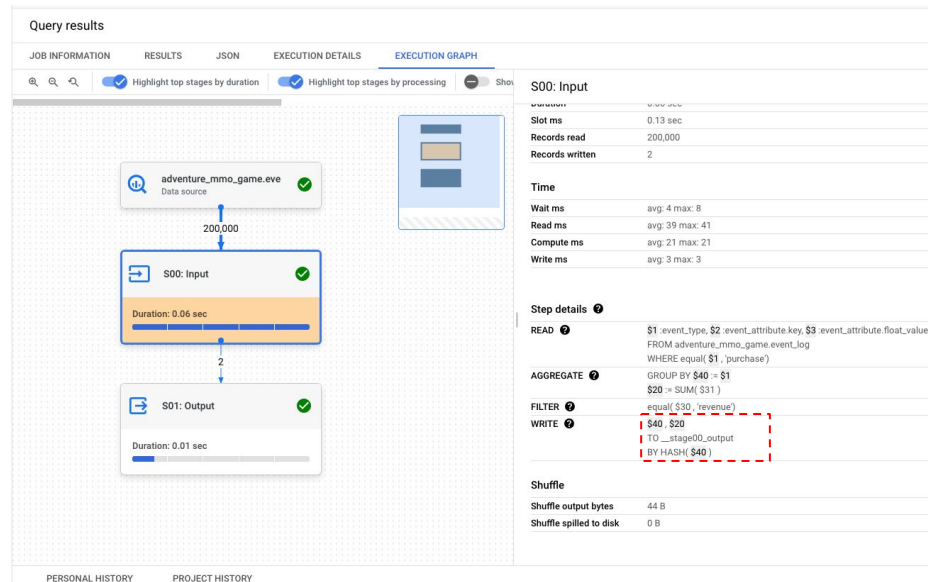 Query results
JOB INFORMATION RESULTS JSON EXECUTION DETAILS EXECUTION GRAPH
Highlight top stages by duration Highlight top stages by processing
adventure_mmo_game.eve
Data source
200,000
S00: Input
Duration: 0.06 sec
2
S01: Output
Duration: 0.01 sec
S00: Input
Duration 0.06 sec
Slot ms 0.13 sec
Records read 200,000
Records written 2
Time
Wait ms avg: 4 max: 8
Read ms avg: 39 max: 41
Compute ms avg: 21 max: 21
Write ms avg: 3 max: 3
Step details
READ $1 :event_type, $2 :event_attribute.key, $3 :event_attribute.float_value
FROM adventure_mmo_game.event_log
WHERE equal( $1 , 'purchase')
AGGREGATE GROUP BY $40 := $1
$20 := SUM( $31 )
FILTER equal( $30 , 'revenue')
WRITE $40 , $20
TO __stage00_output
BY HASH( $40 )
Shuffle
Shuffle output bytes 44 B
Shuffle spilled to disk 0 B
PERSONAL HISTORY PROJECT HISTORY